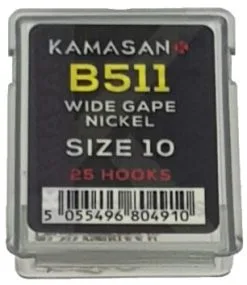 KAMASAN
B511
WIDE GAPE
NICKEL
SIZE 10
25 HOOKS
5 055496 804910